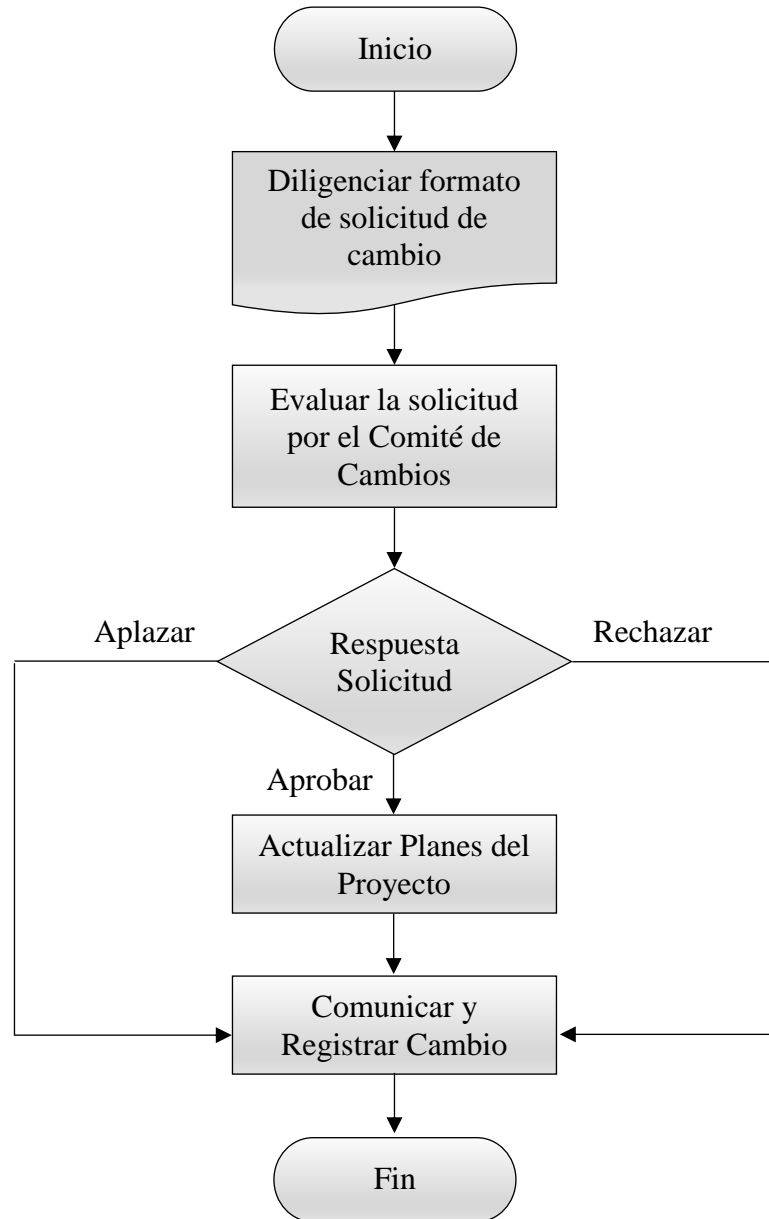 Inicio
Diligenciar formato
de solicitud de
cambio
Evaluar la solicitud
por el Comité de
Cambios
Aplazar
Respuesta
Solicitud
Rechazar
Aprobar
Actualizar Planes del
Proyecto
Comunicar y
Registrar Cambio
Fin